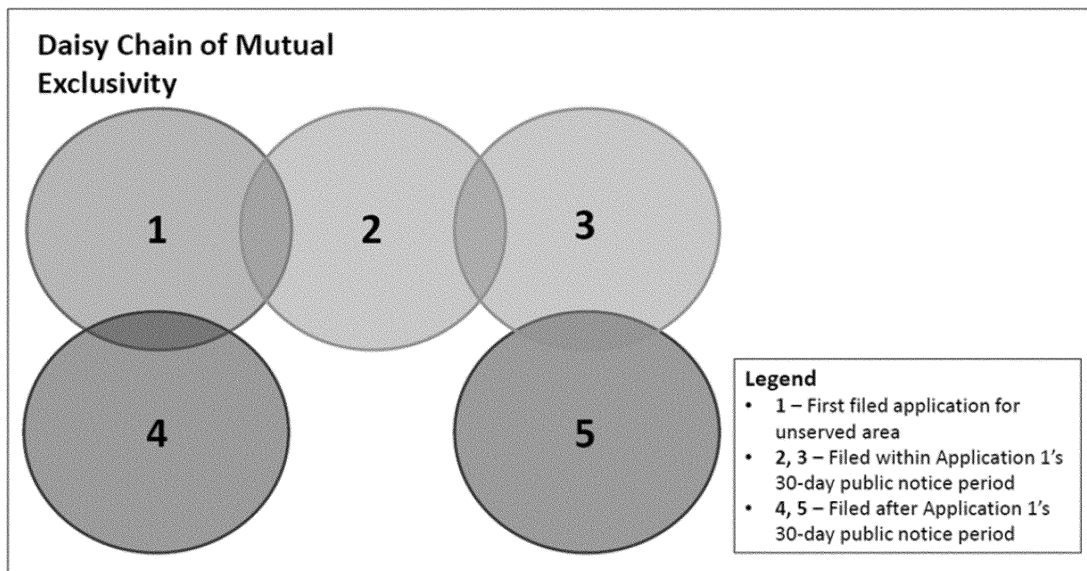 Daisy Chain of Mutual
Exclusivity
1
2
3
4
5
Legend
• 1 – First filed application for
unserved area
• 2, 3 – Filed within Application 1's
30-day public notice period
• 4, 5 – Filed after Application 1's
30-day public notice period